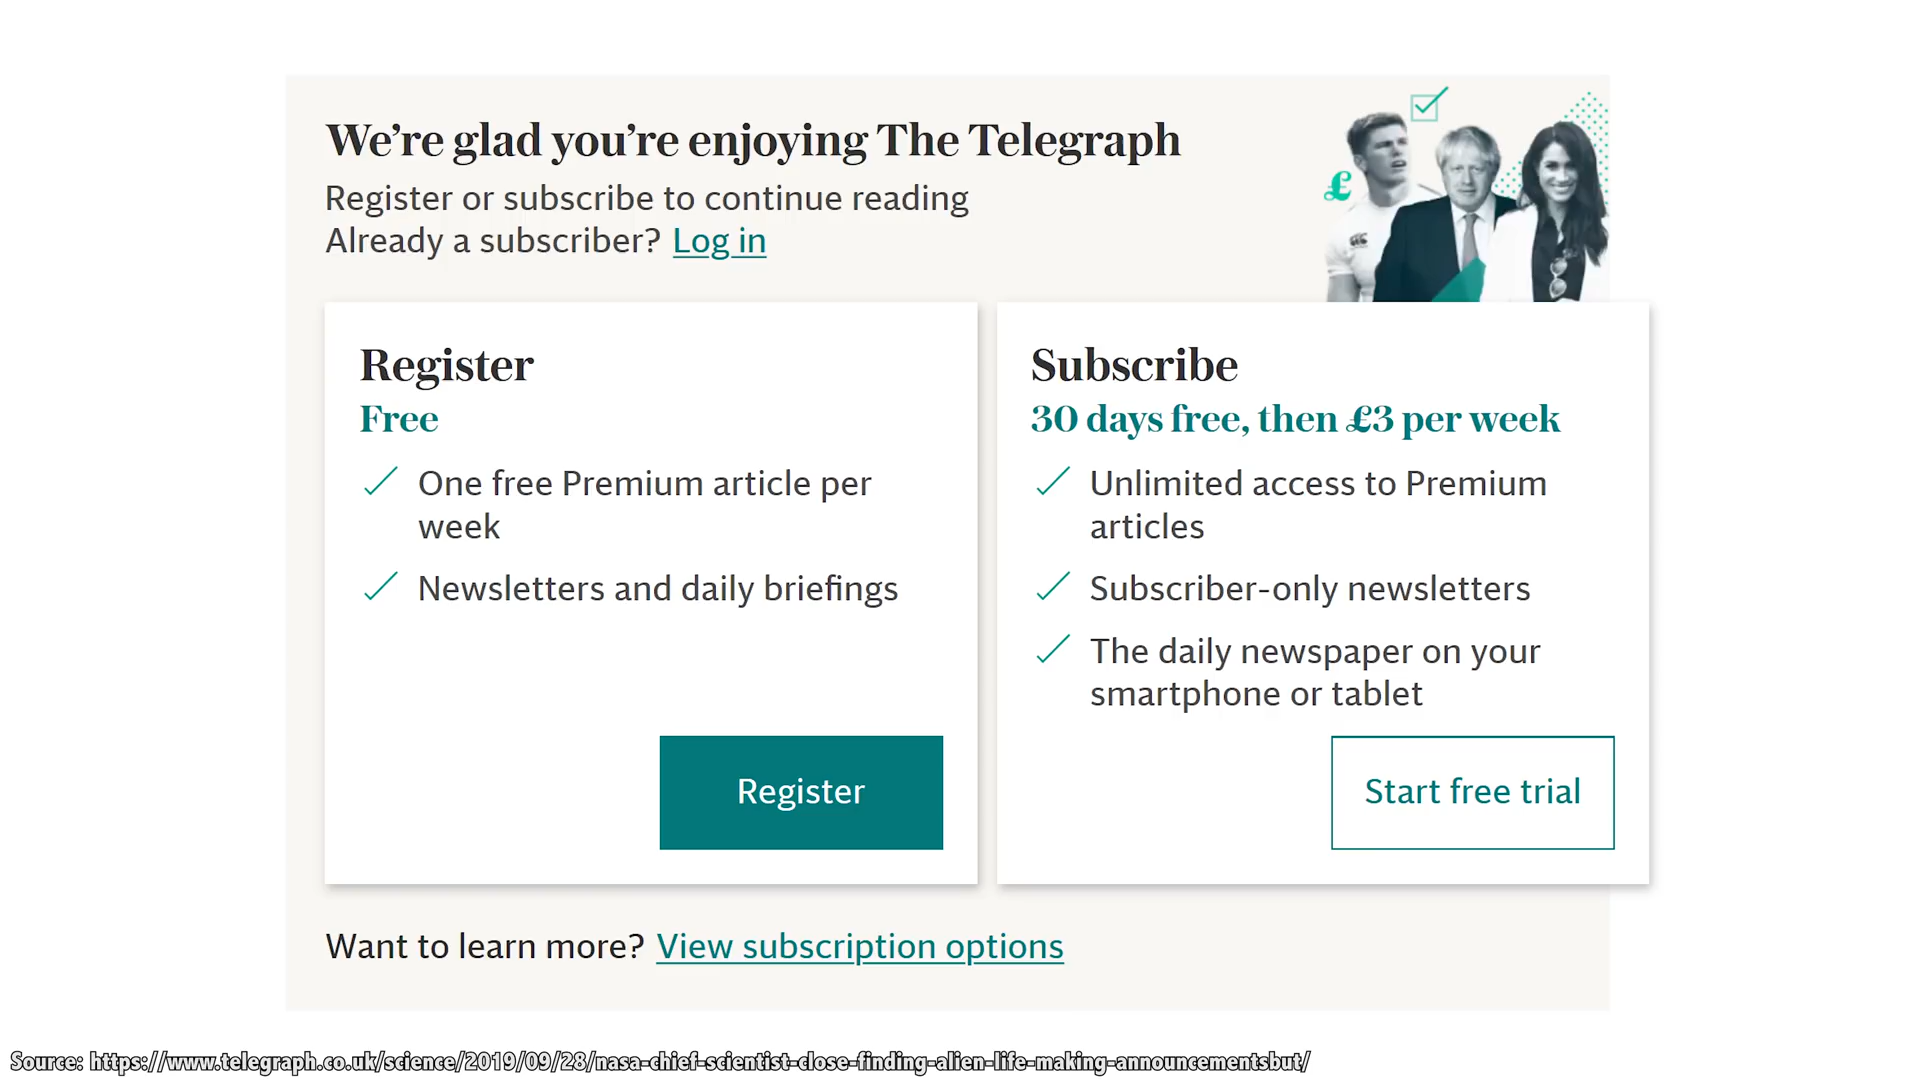 We're glad you're enjoying The Telegraph
Register or subscribe to continue reading
Already a subscriber? Log in
£
Register
Free
One free Premium article per
week
Newsletters and daily briefings
Register
Subscribe
30 days free, then £3 per week
Unlimited access to Premium
articles
Subscriber-only newsletters
The daily newspaper on your
smartphone or tablet
Start free trial
Want to learn more? View subscription options
Source: https://www.telegraph.co.uk/science/2019/09/28/nasa-chief-scientist-close-finding-alien-life-making-announcementsbut/